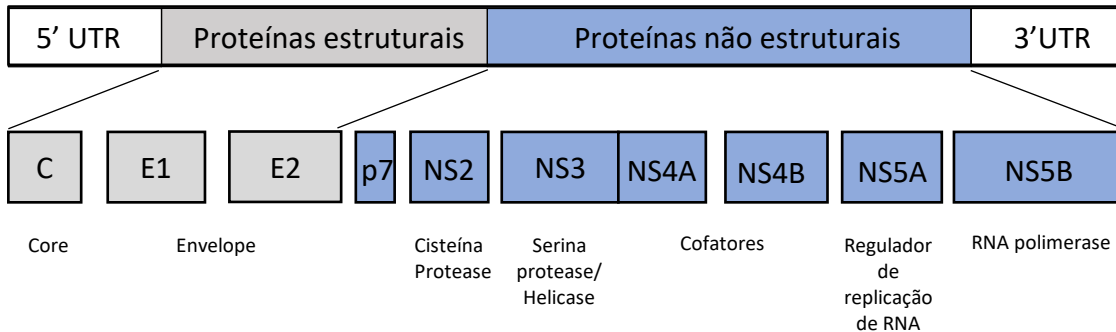 5’ UTR
Proteínas estruturais
Proteínas não estruturais
3’UTR
C
E1
E2
p7
NS2
NS3
NS4A
NS4B
NS5A
NS5B
Core
Envelope
Cisteína
Protease
Serina
protease/
Helicase
Cofatores
Regulador
de
replicação
de RNA
RNA polimerase